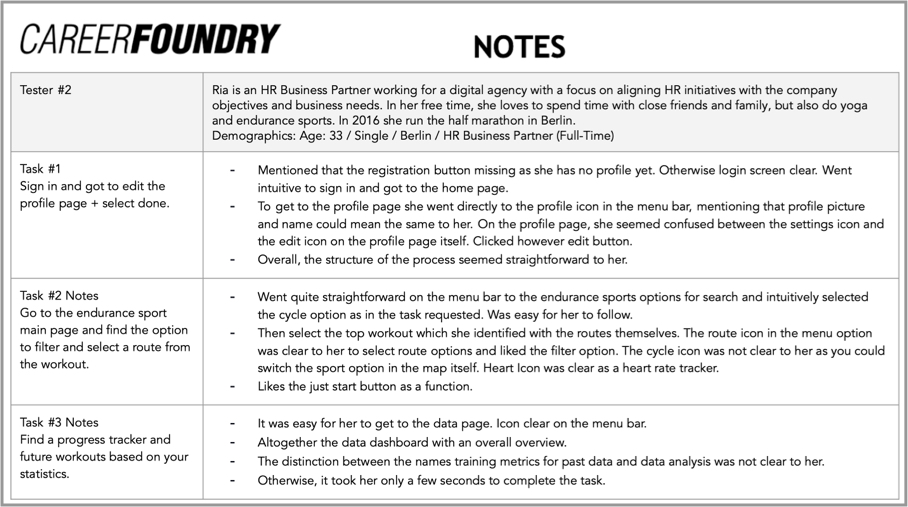 CAREERFOUNDRY
NOTES
Tester #2
Ria is an HR Business Partner working for a digital agency with a focus on aligning HR initiatives with the company
objectives and business needs. In her free time, she loves to spend time with close friends and family, but also do yoga
and endurance sports. In 2016 she run the half marathon in Berlin.
Demographics: Age: 33 / Single / Berlin / HR Business Partner (Full-Time)
Task #1
Sign in and got to edit the
profile page + select done.
- Mentioned that the registration button missing as she has no profile yet. Otherwise login screen clear. Went
intuitive to sign in and got to the home page.
- To get to the profile page she went directly to the profile icon in the menu bar, mentioning that profile picture
and name could mean the same to her. On the profile page, she seemed confused between the settings icon and
the edit icon on the profile page itself. Clicked however edit button.
- Overall, the structure of the process seemed straightforward to her.
Task #2 Notes
Go to the endurance sport
main page and find the option
to filter and select a route from
the workout.
- Went quite straightforward on the menu bar to the endurance sports options for search and intuitively selected
the cycle option as in the task requested. Was easy for her to follow.
- Then select the top workout which she identified with the routes themselves. The route icon in the menu option
was clear to her to select route options and liked the filter option. The cycle icon was not clear to her as you could
switch the sport option in the map itself. Heart Icon was clear as a heart rate tracker.
- Likes the just start button as a function.
Task #3 Notes
Find a progress tracker and
future workouts based on your
statistics.
- It was easy for her to get to the data page. Icon clear on the menu bar.
- Altogether the data dashboard with an overall overview.
- The distinction between the names training metrics for past data and data analysis was not clear to her.
- Otherwise, it took her only a few seconds to complete the task.